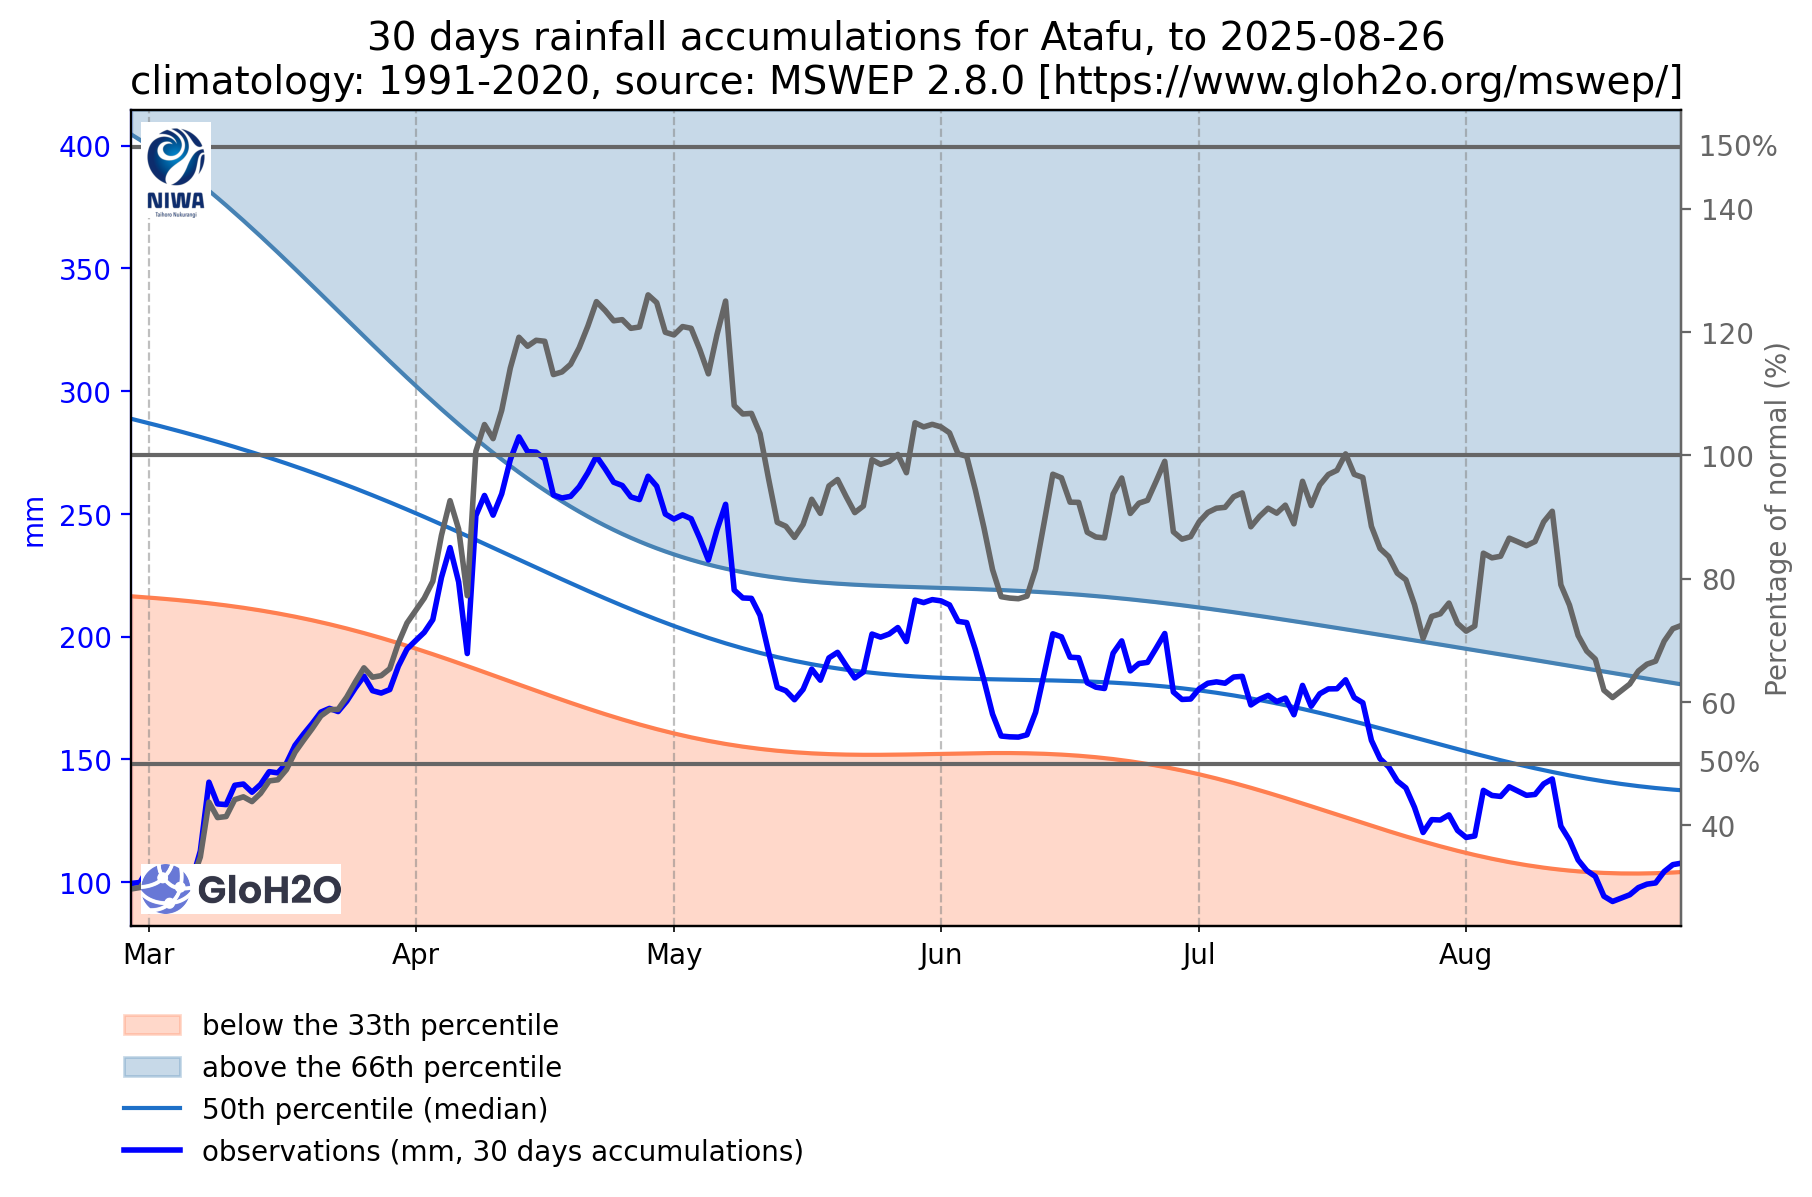 30 days rainfall accumulations for Atafu, to 2025-08-26
climatology: 1991-2020, source: MSWEP 2.8.0 [https://www.gloh2o.org/mswep/]
NIWA
Taihoro Nukurangi
400
350
300
250
200
150
100
mm
150%
140
120
100
80
60
50%
40
Percentage of normal (%)
GloH2O
Mar Apr May Jun Jul Aug
below the 33th percentile
above the 66th percentile
50th percentile (median)
observations (mm, 30 days accumulations)